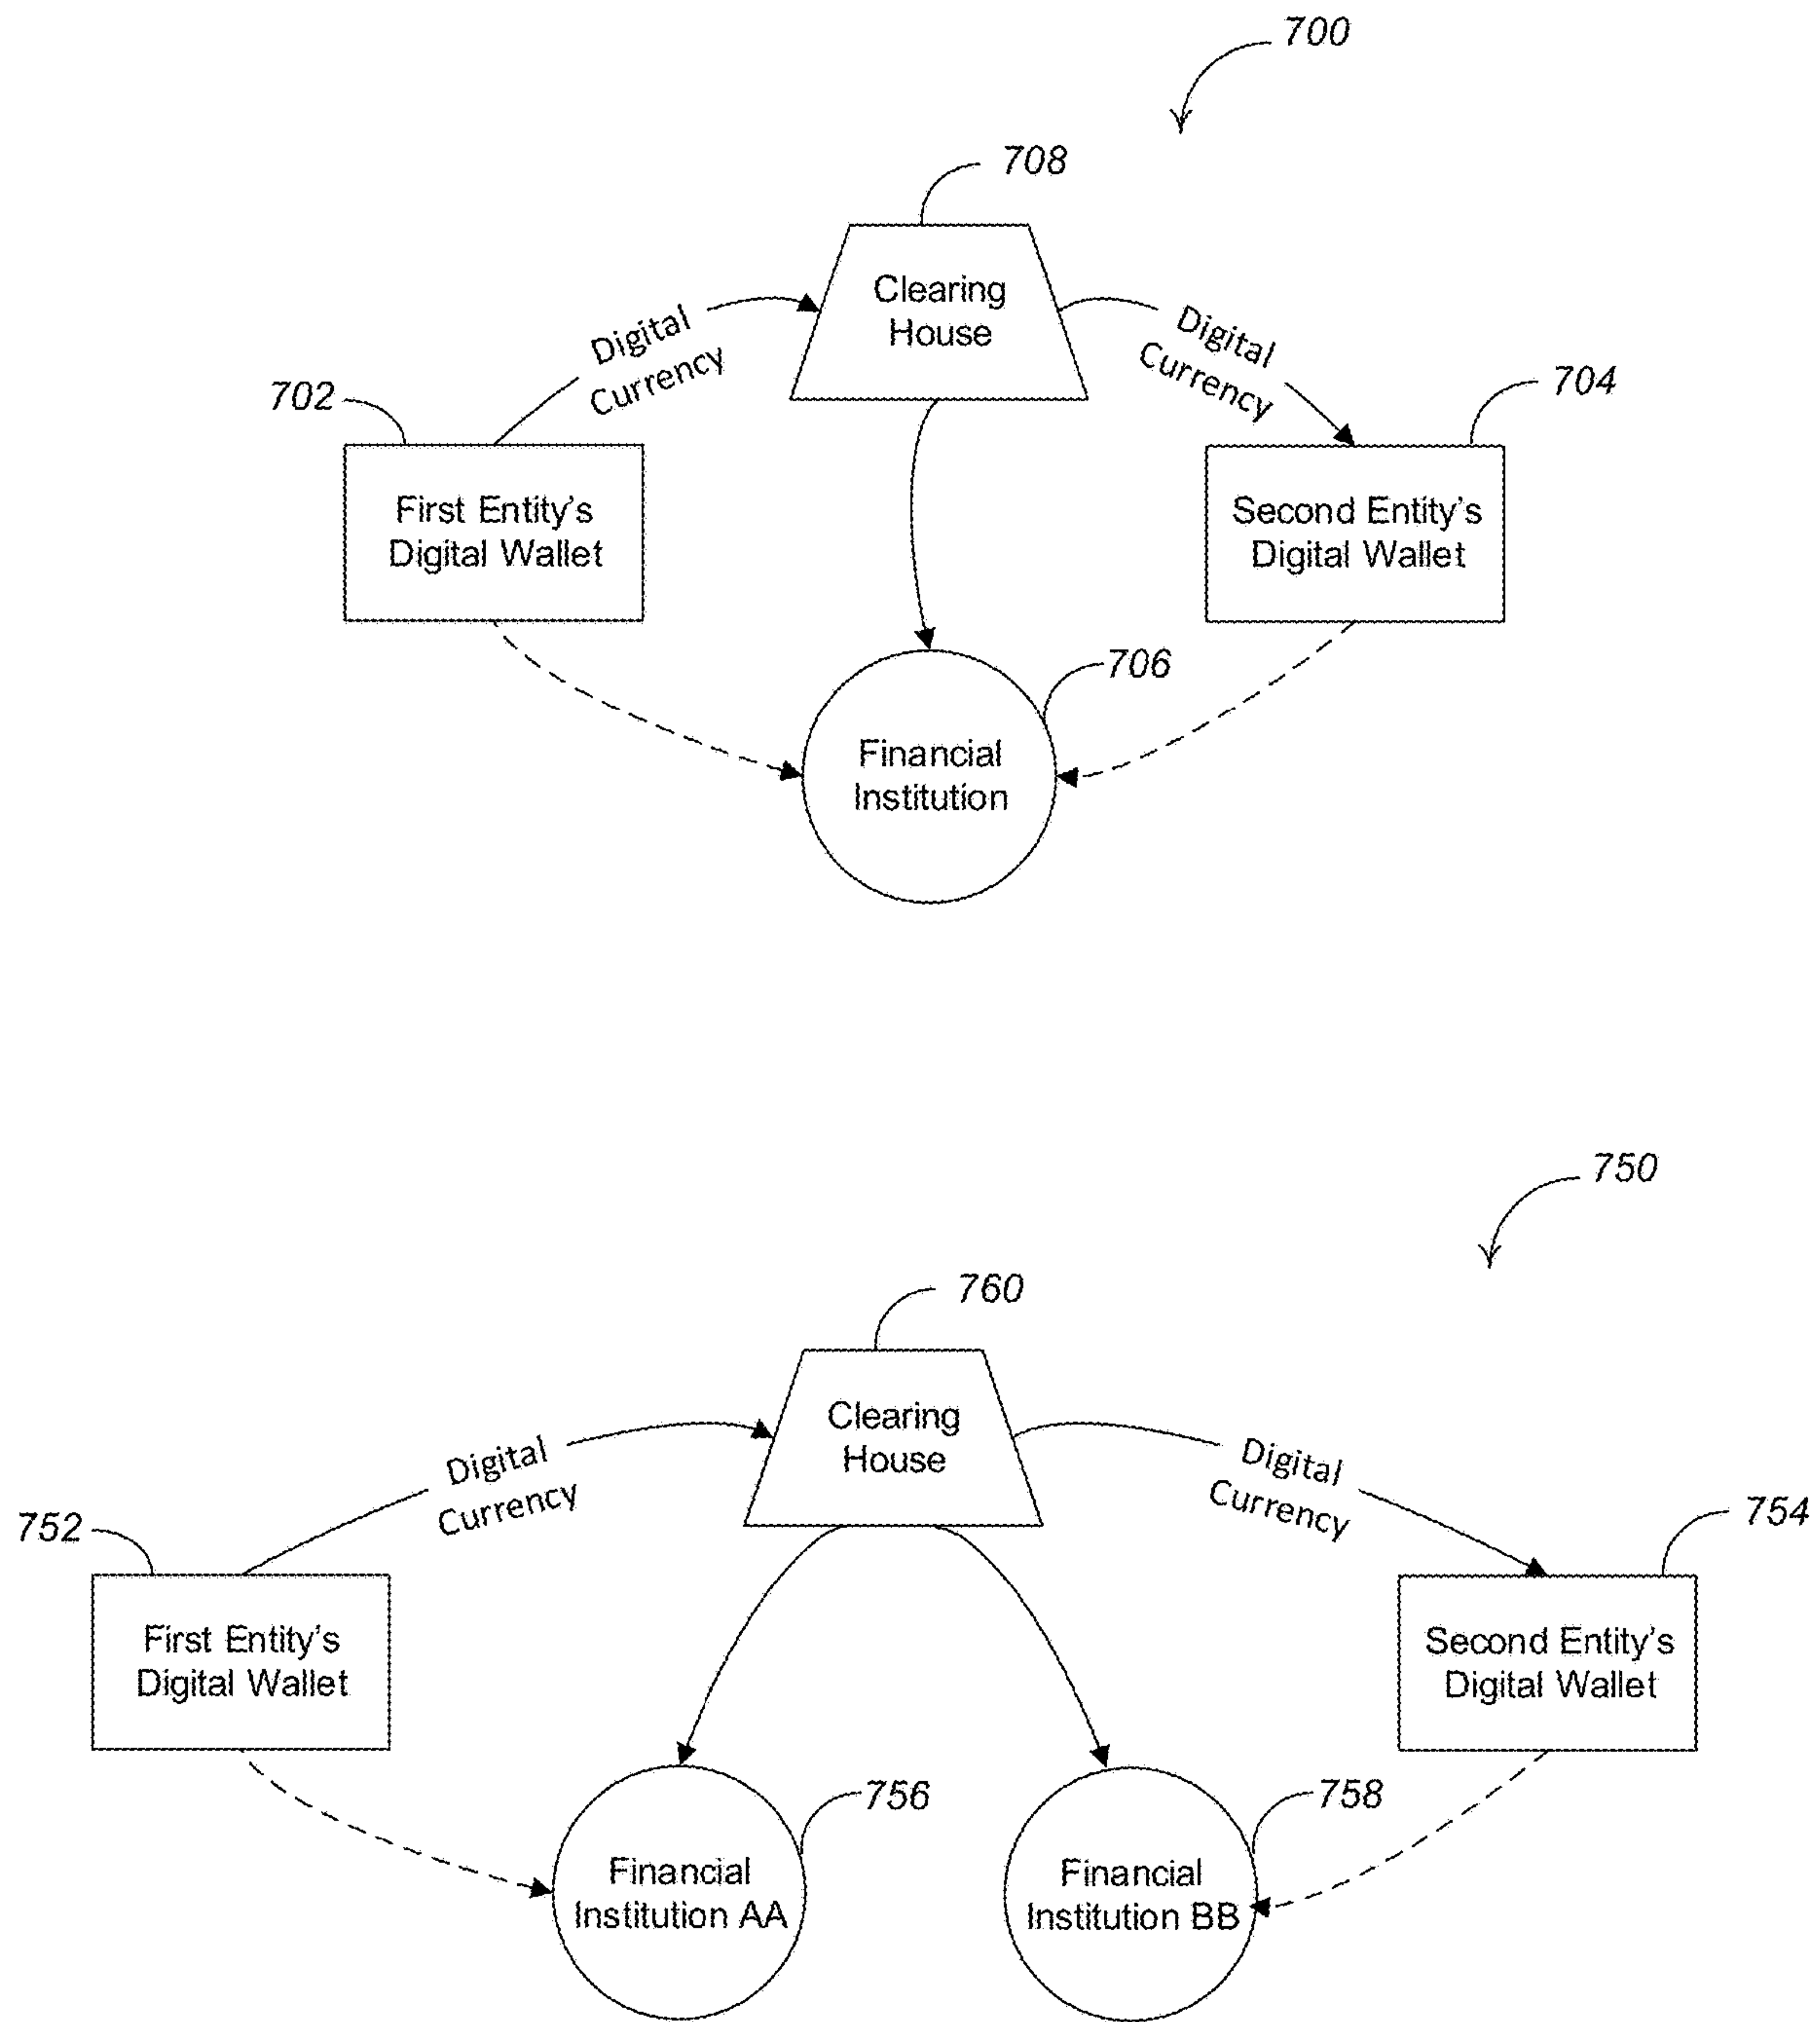 700
708
Clearing
House
Digital
Currency
Digital
Currency
702
704
First Entity's
Digital Wallet
Second Entity's
Digital Wallet
706
Financial
Institution
750
760
Clearing
House
Digital
Currency
Digital
Currency
752
754
First Entity's
Digital Wallet
Second Entity's
Digital Wallet
756
758
Financial
Institution AA
Financial
Institution BB